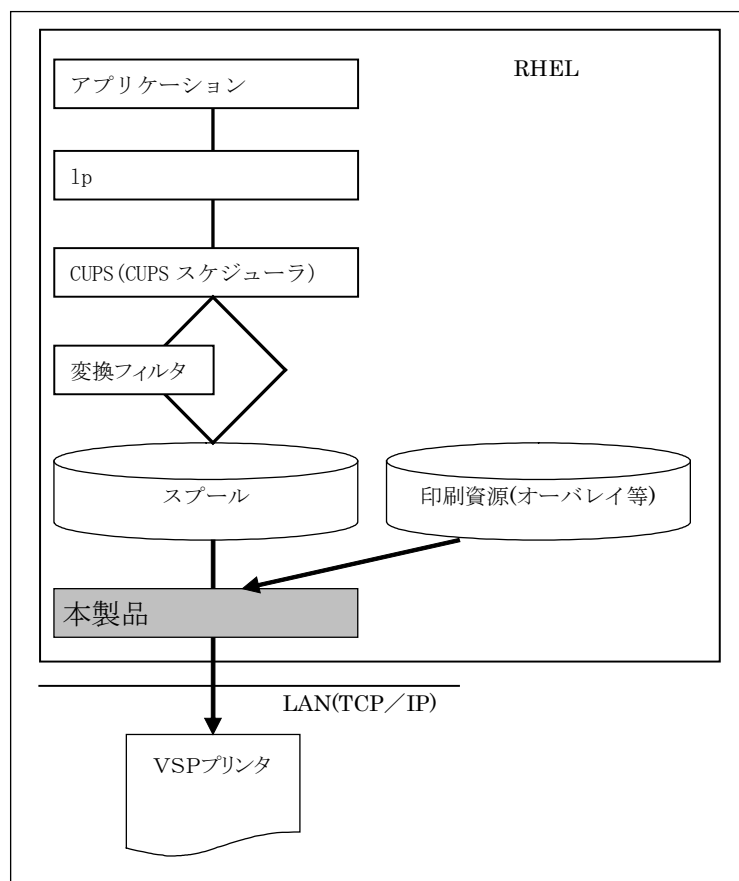 RHEL
アプリケーション
lp
CUPS(CUPS スケジューラ)
変換フィルタ
スプール
印刷資源(オーバレイ等)
本製品
LAN(TCP/IP)
VSPプリンタ